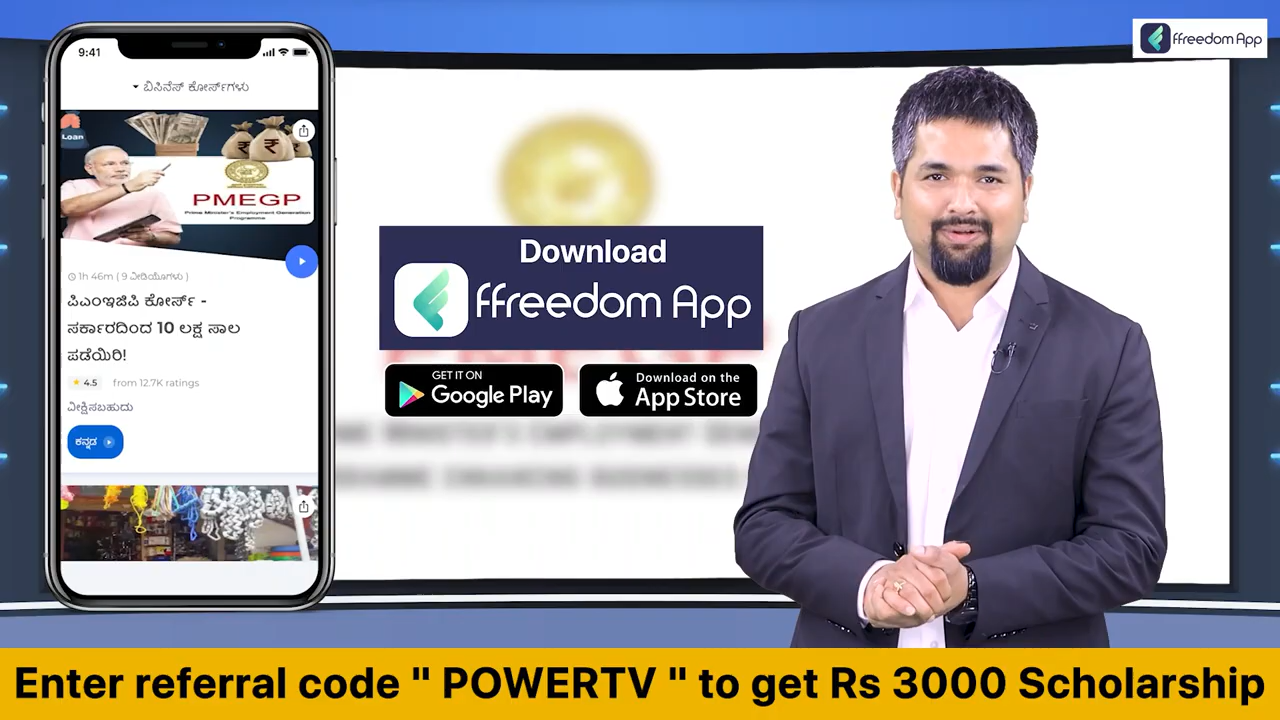 9:41
ಬಿಸಿನೆಸ್ ಕೋರ್ಸ್‌ಗಳು
Loan
PMEGP
Prime Minister's Employment Generation
Programme
1h 46m ( 9 ವೀಡಿಯೊಗಳು )
ಪಿಎಂಇಜಿಪಿ ಕೋರ್ಸ್ -
ಸರ್ಕಾರದಿಂದ 10 ಲಕ್ಷ ಸಾಲ
ಪಡೆಯಿರಿ!
4.5 from 12.7K ratings
ವೀಕ್ಷಿಸಬಹುದು
ಕನ್ನಡ
Download
ffreedom App
GET IT ON
Google Play
Download on the
App Store
ffreedom App
Enter referral code " POWERTV " to get Rs 3000 Scholarship